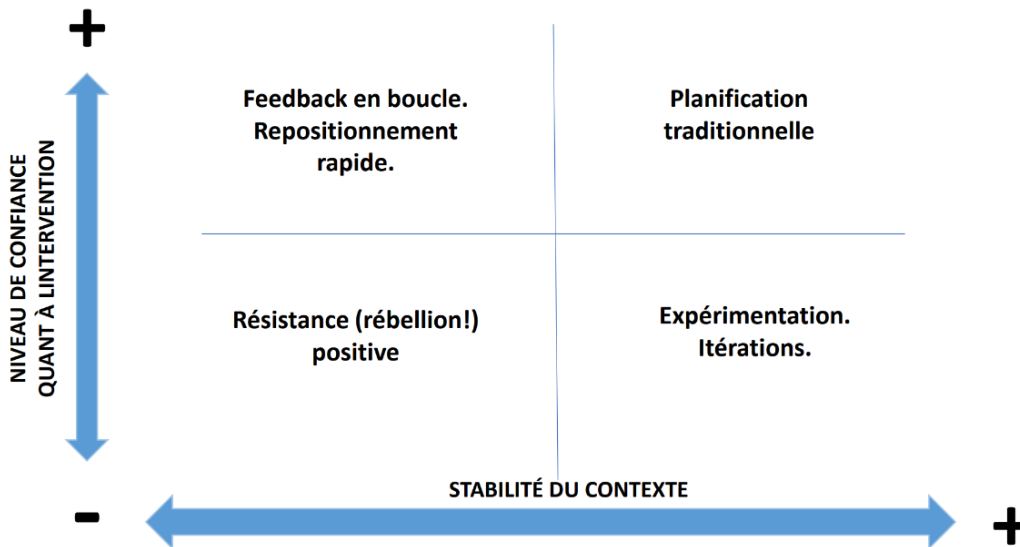 +
NIVEAU DE CONFIANCE
QUANT À LINTERVENTION
Feedback en boucle.
Repositionnement
rapide.
Planification
traditionnelle
Résistance (rébellion!)
positive
Expérimentation.
Itérations.
-
STABILITÉ DU CONTEXTE
+